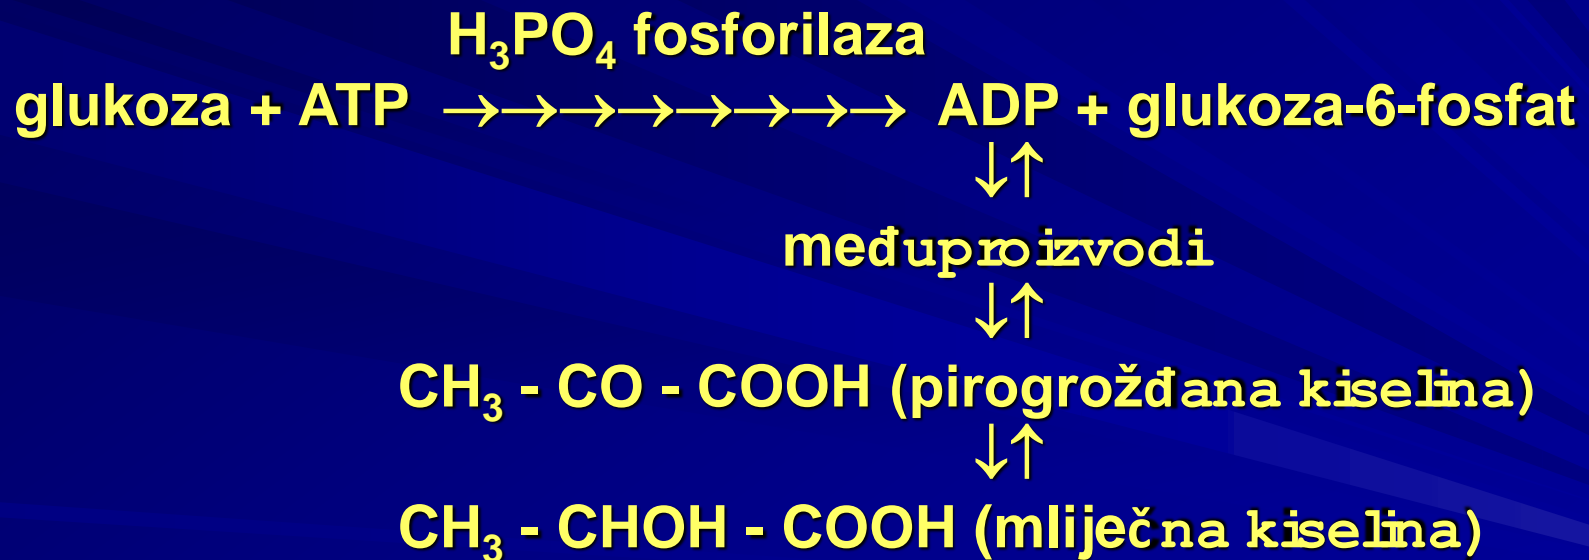 H₃PO₄ fosforilaza
glukoza + ATP →→→→→→→→ ADP + glukoza-6-fosfat
↓↑
međuproizvodi
↓↑
CH₃ - CO - COOH (pirogrožđana kiselina)
↓↑
CH₃ - CHOH - COOH (mliječna kiselina)